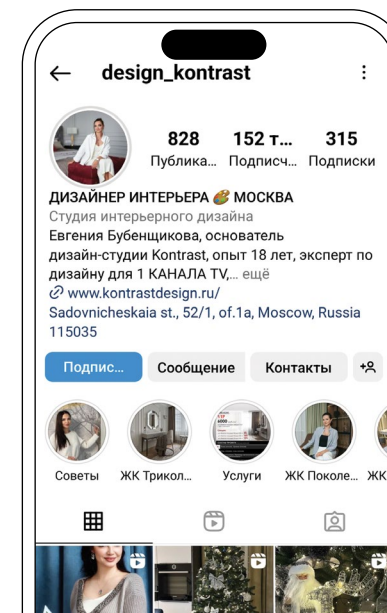 design_kontrast
828 152 т... 315
Публика... Подписч... Подписки
ДИЗАЙНЕР ИНТЕРЬЕРА 🎨 МОСКВА
Студия интерьерного дизайна
Евгения Бубенщикова, основатель
дизайн-студии Kontrast, опыт 18 лет, эксперт по
дизайну для 1 КАНАЛА TV,... ещё
www.kontrastdesign.ru/
Sadovnicheskaia st., 52/1, of.1a, Moscow, Russia
115035
Подпис... Сообщение Контакты
Советы ЖК Трикол... Услуги ЖК Поколе... ЖК